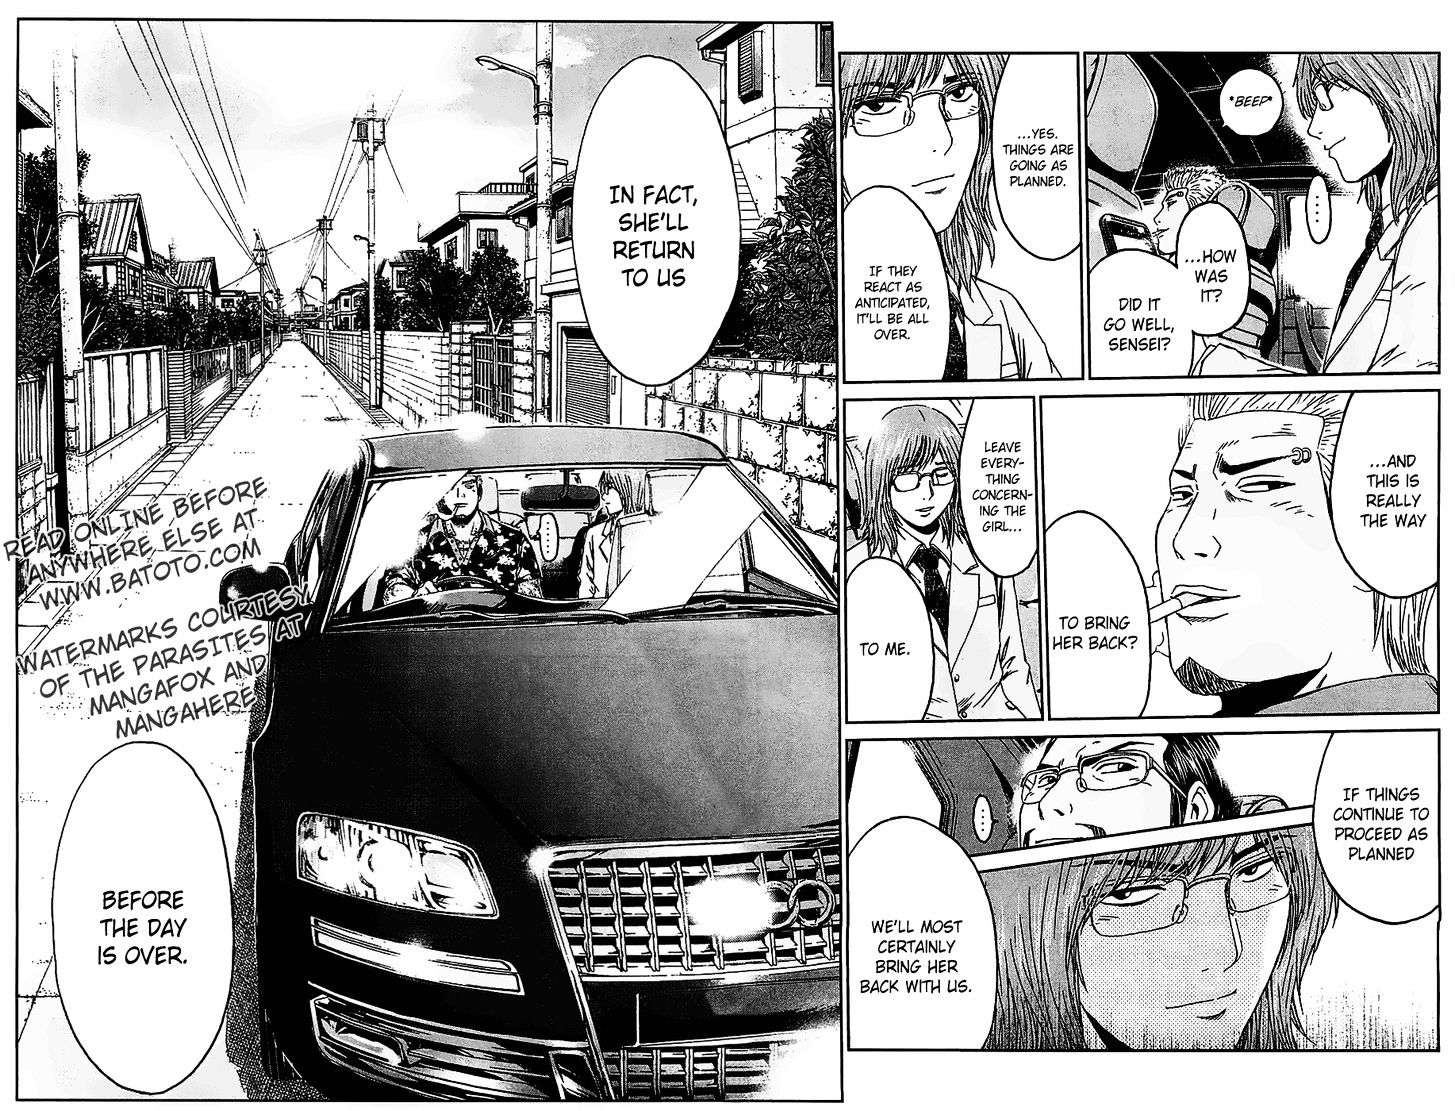 *BEEP*
......
...HOW
WAS
IT?
DID IT
GO WELL,
SENSEI?
...YES.
THINGS ARE
GOING AS
PLANNED.
IF THEY
REACT AS
ANTICIPATED,
IT'LL BE ALL
OVER.
...AND
THIS IS
REALLY
THE WAY
TO BRING
HER BACK?
LEAVE
EVERY-
THING
CONCERN-
ING THE
GIRL...
TO ME.
IF THINGS
CONTINUE TO
PROCEED AS
PLANNED
......
WE'LL MOST
CERTAINLY
BRING HER
BACK WITH US.
IN FACT,
SHE'LL
RETURN
TO US
......
BEFORE
THE DAY
IS OVER.
READ ONLINE BEFORE
ANYWHERE ELSE AT
WWW.BATOTO.COM
WATERMARKS COURTESY
OF THE PARASITES AT
MANGAFOX AND
MANGAHERE